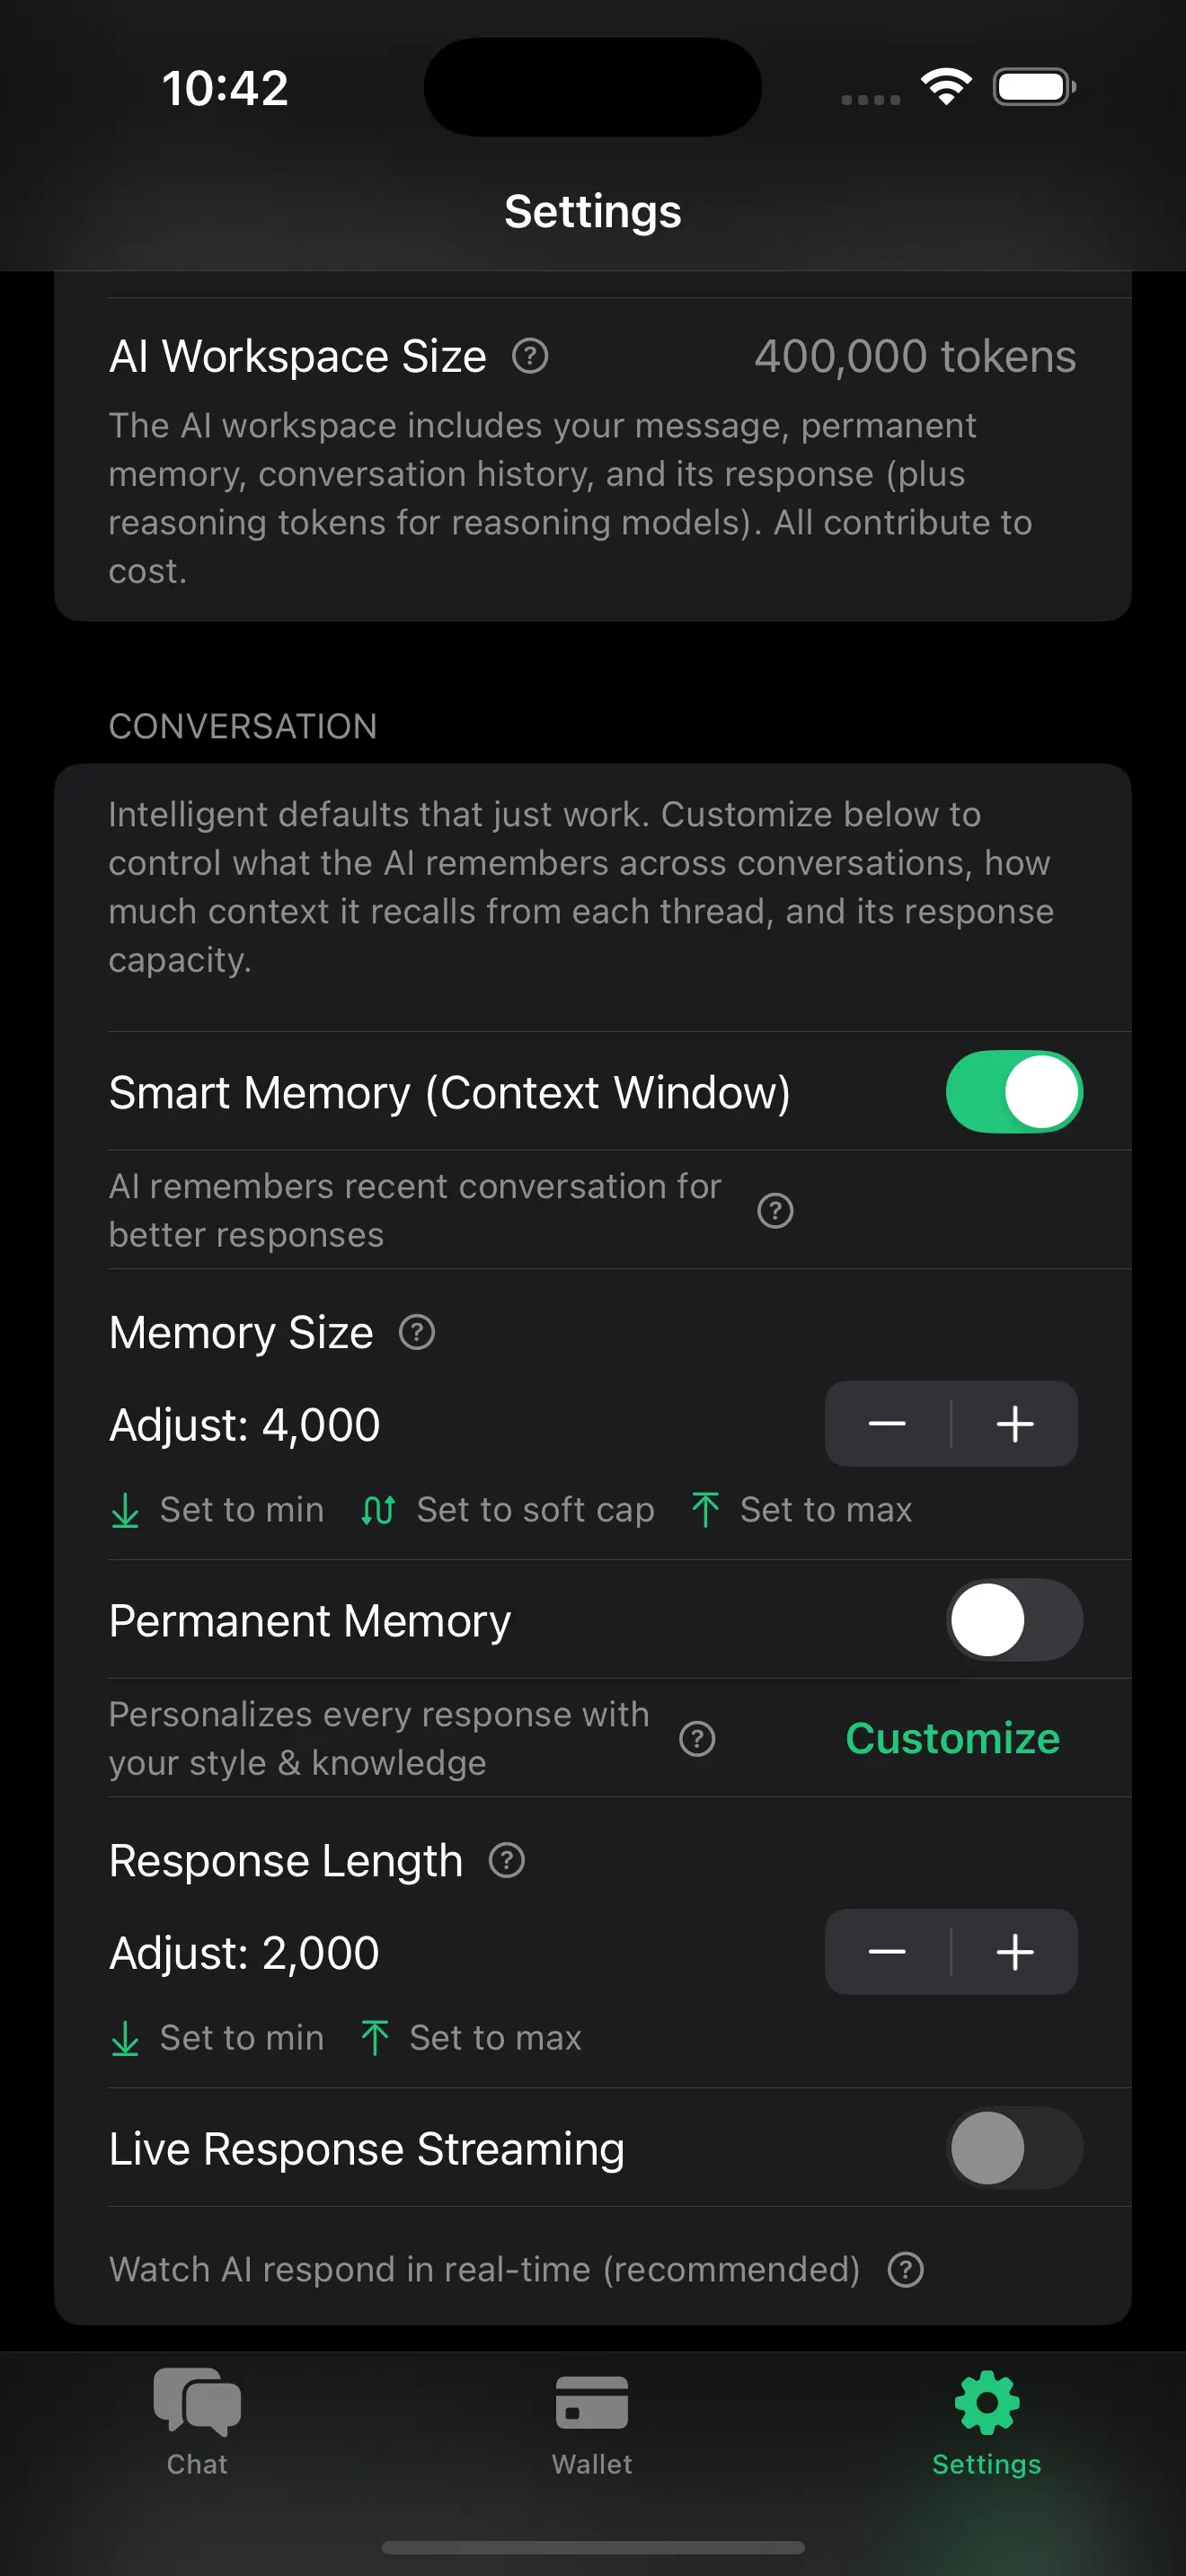 10:42
Settings
AI Workspace Size ?
400,000 tokens
The AI workspace includes your message, permanent
memory, conversation history, and its response (plus
reasoning tokens for reasoning models). All contribute to
cost.
CONVERSATION
Intelligent defaults that just work. Customize below to
control what the AI remembers across conversations, how
much context it recalls from each thread, and its response
capacity.
Smart Memory (Context Window)
AI remembers recent conversation for
better responses
?
Memory Size ?
Adjust: 4,000
Set to min Set to soft cap Set to max
Permanent Memory
Personalizes every response with
your style & knowledge
?
Customize
Response Length ?
Adjust: 2,000
Set to min Set to max
Live Response Streaming
Watch AI respond in real-time (recommended) ?
Chat
Wallet
Settings